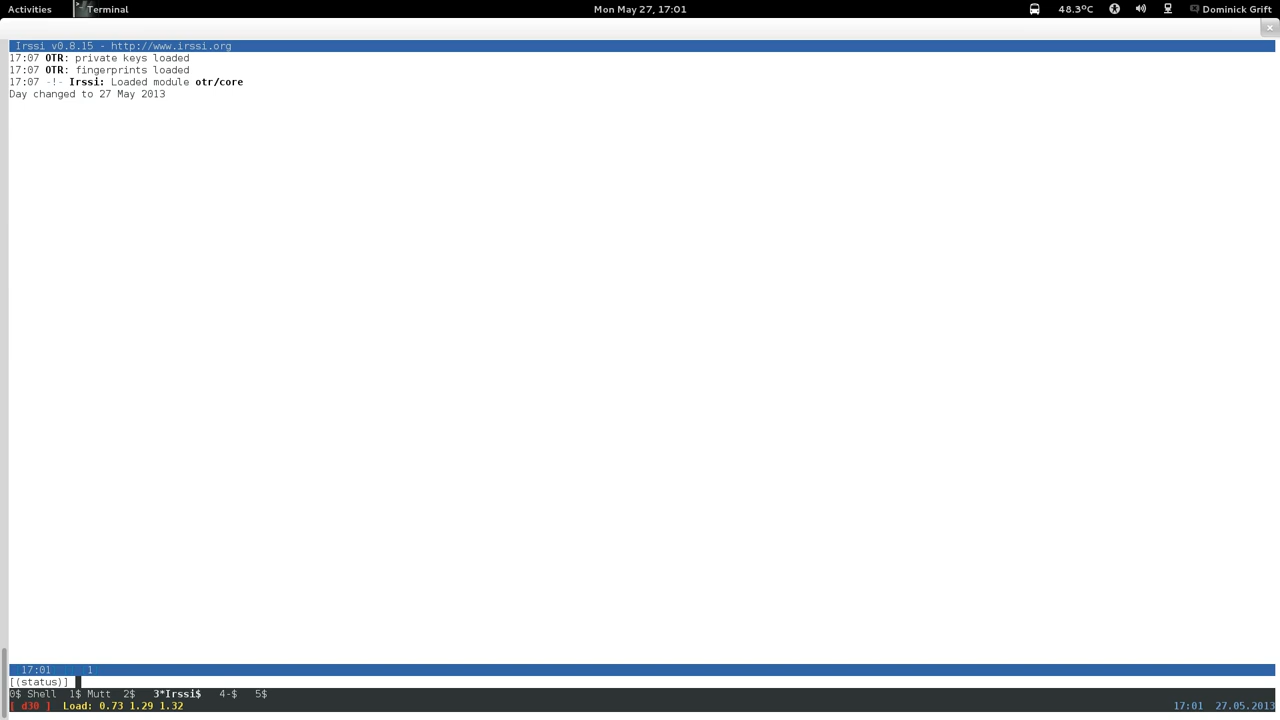 Activities Terminal Mon May 27, 17:01 48.3ºC Dominick Grift
Irssi v0.8.15 - http://www.irssi.org
17:07 OTR: private keys loaded
17:07 OTR: fingerprints loaded
17:07 -!- Irssi: Loaded module otr/core
Day changed to 27 May 2013
17:01 1
[(status)]
0$ Shell 1$ Mutt 2$ 3*Irssi$ 4-$ 5$
[ d30 ] Load: 0.73 1.29 1.32 17:01 27.05.2013